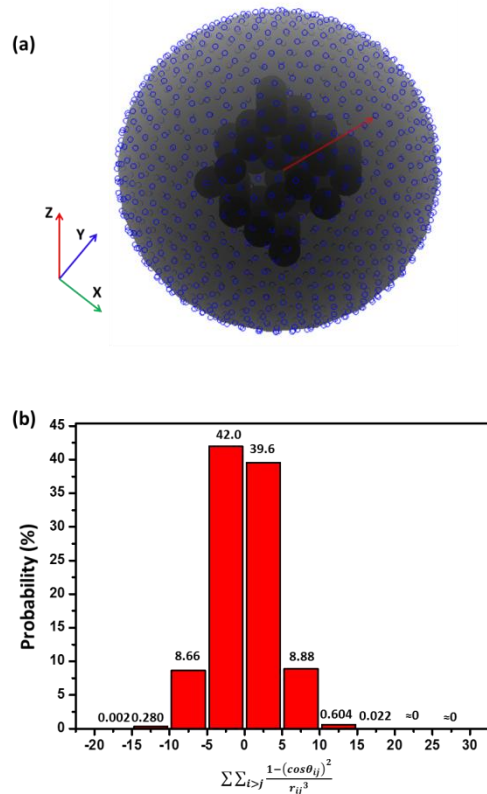 (a)
Z
Y
X
(b)
45
40
35
30
25
20
15
10
5
0
Probability (%)
42.0
39.6
8.66
8.88
0.002
0.280
0.604
0.022
≈0
≈0
-20 -15 -10 -5 0 5 10 15 20 25 30
∑∑ᵢ>ⱼ (1−(cosθᵢⱼ)²)/(rᵢⱼ³)